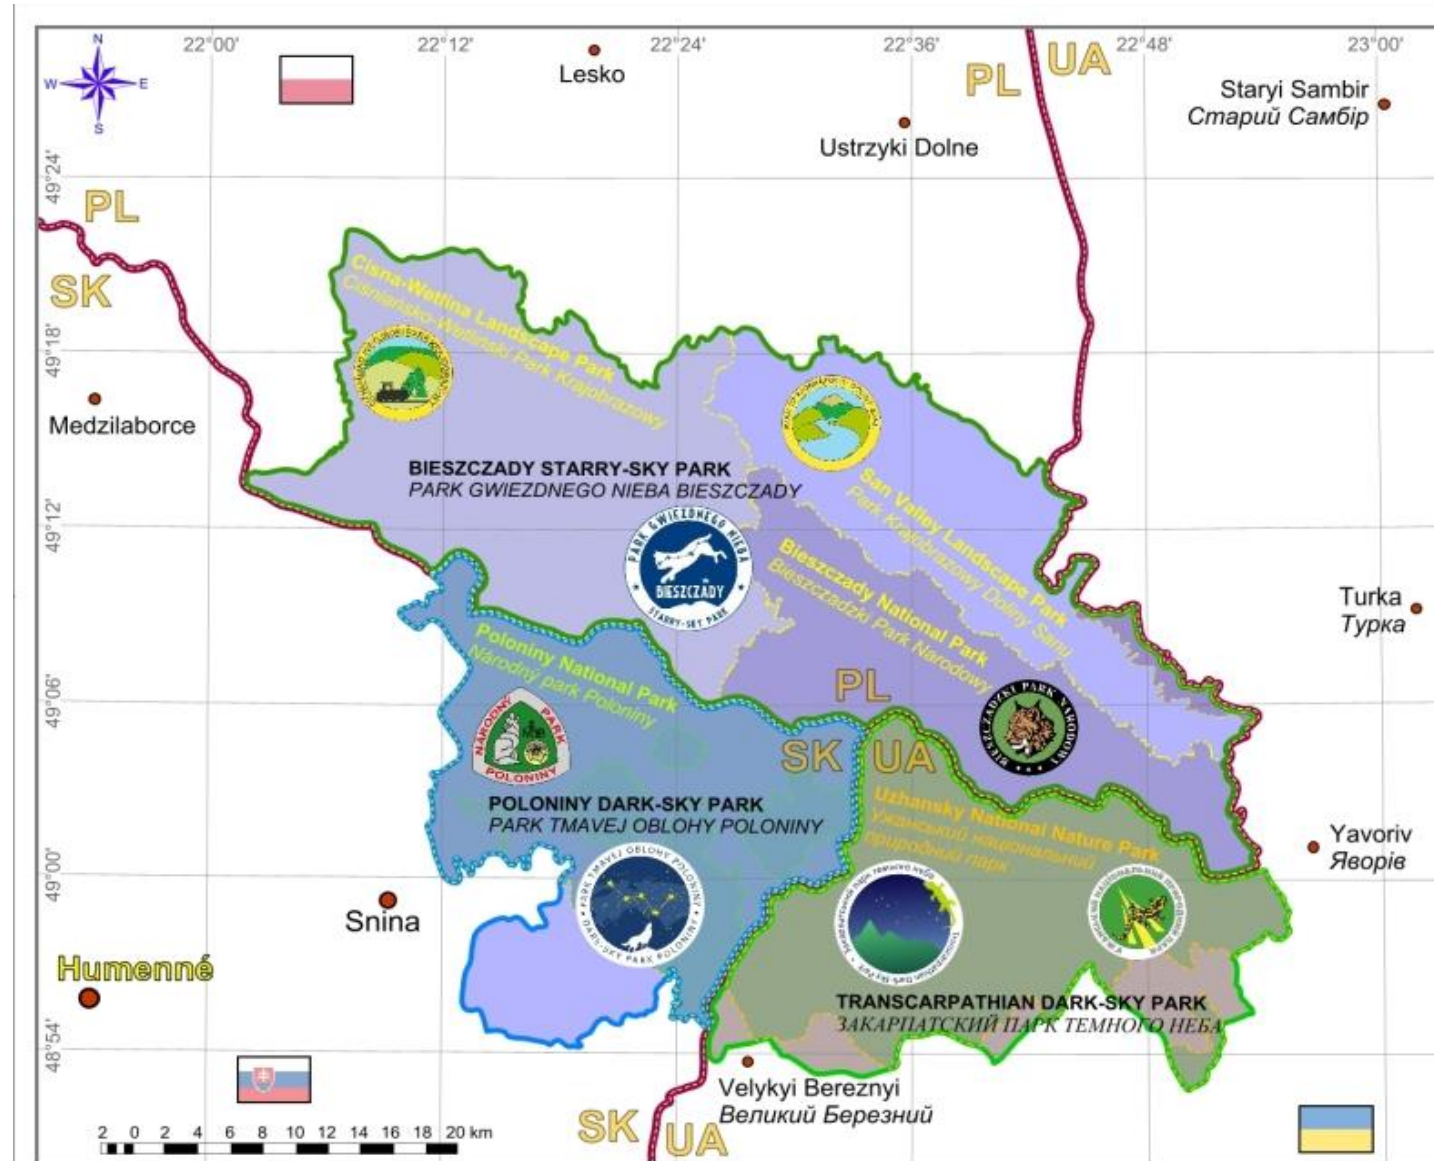 N
W E
S
22°00' 22°12' 22°24' 22°36' 22°48' 23°00'
Lesko
PL UA
Staryi Sambir
Старий Самбір
Ustrzyki Dolne
49°24'
PL
SK
Cisna-Wetlina Landscape Park
Ciśniańsko-Wetliński Park Krajobrazowy
49°18'
Medzilaborce
BIESZCZADY STARRY-SKY PARK
PARK GWIEZDNEGO NIEBA BIESZCZADY
San Valley Landscape Park
Park Krajobrazowy Doliny Sanu
49°12'
PARK GWIEZDNEGO NIEBA
BIESZCZADY
STARRY-SKY PARK
Bieszczady National Park
Bieszczadzki Park Narodowy
Turka
Турка
Poloniny National Park
Národný park Poloniny
49°06'
PL
BIESZCZADZKI PARK NARODOWY
NÁRODNÝ PARK
POLONINY
SK UA
Uzhansky National Nature Park
Ужанський національний
природний парк
POLONINY DARK-SKY PARK
PARK TMAVEJ OBLOHY POLONINY
Yavoriv
Яворів
49°00'
PARK TMAVEJ OBLOHY POLONINY
DARK-SKY PARK POLONINY
Snina
Humenné
TRANSCARPATHIAN DARK-SKY PARK
ЗАКАРПАТСКИЙ ПАРК ТЕМНОГО НЕБА
48°54'
Velykyi Bereznyi
Великий Березний
SK UA
2 0 2 4 6 8 10 12 14 16 18 20 km